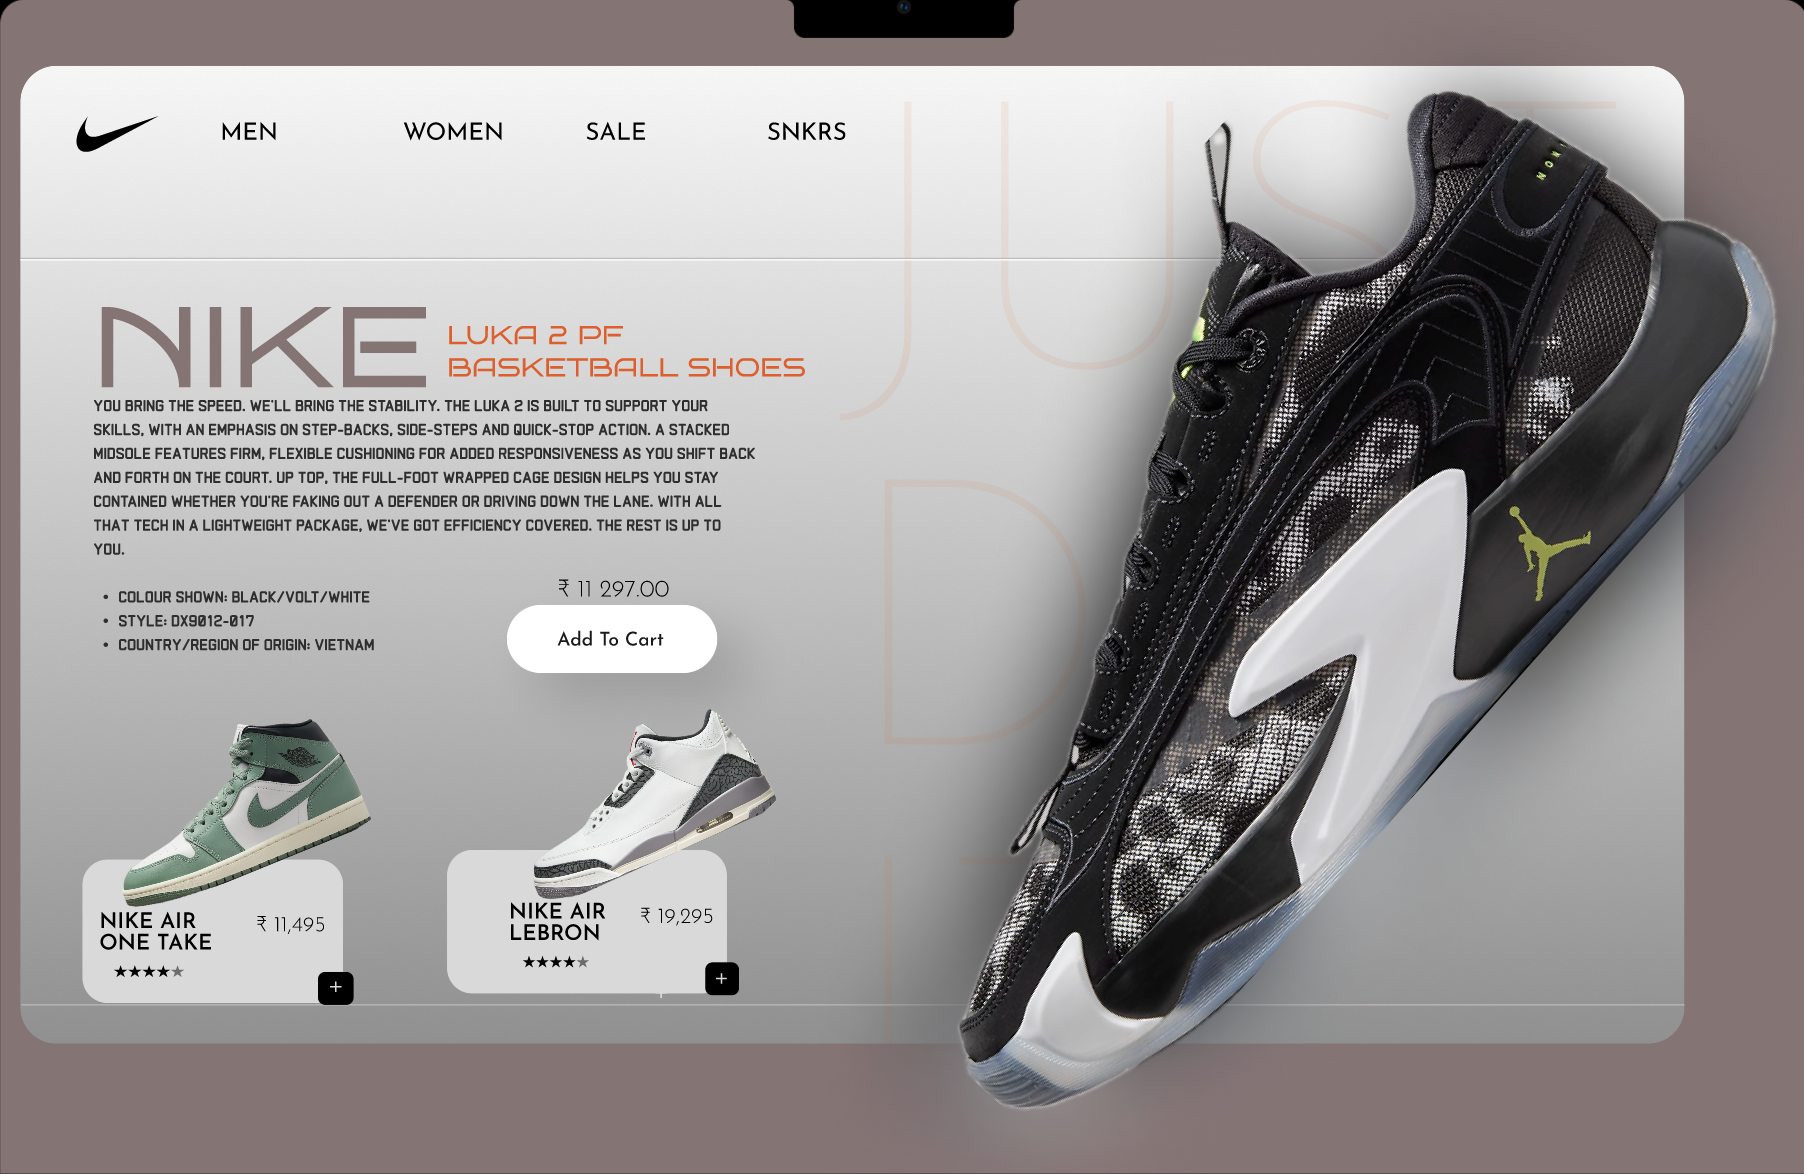 MEN
WOMEN
SALE
SNKRS
JUST
NIKE
LUKA 2 PF
BASKETBALL SHOES
YOU BRING THE SPEED. WE'LL BRING THE STABILITY. THE LUKA 2 IS BUILT TO SUPPORT YOUR
SKILLS, WITH AN EMPHASIS ON STEP-BACKS, SIDE-STEPS AND QUICK-STOP ACTION. A STACKED
MIDSOLE FEATURES FIRM, FLEXIBLE CUSHIONING FOR ADDED RESPONSIVENESS AS YOU SHIFT BACK
AND FORTH ON THE COURT. UP TOP, THE FULL-FOOT WRAPPED CAGE DESIGN HELPS YOU STAY
CONTAINED WHETHER YOU'RE FAKING OUT A DEFENDER OR DRIVING DOWN THE LANE. WITH ALL
THAT TECH IN A LIGHTWEIGHT PACKAGE, WE'VE GOT EFFICIENCY COVERED. THE REST IS UP TO
YOU.
• COLOUR SHOWN: BLACK/VOLT/WHITE
• STYLE: DX9012-017
• COUNTRY/REGION OF ORIGIN: VIETNAM
₹ 11 297.00
Add To Cart
NIKE AIR
ONE TAKE
₹ 11,495
★★★★★
+
NIKE AIR
LEBRON
₹ 19,295
★★★★★
+